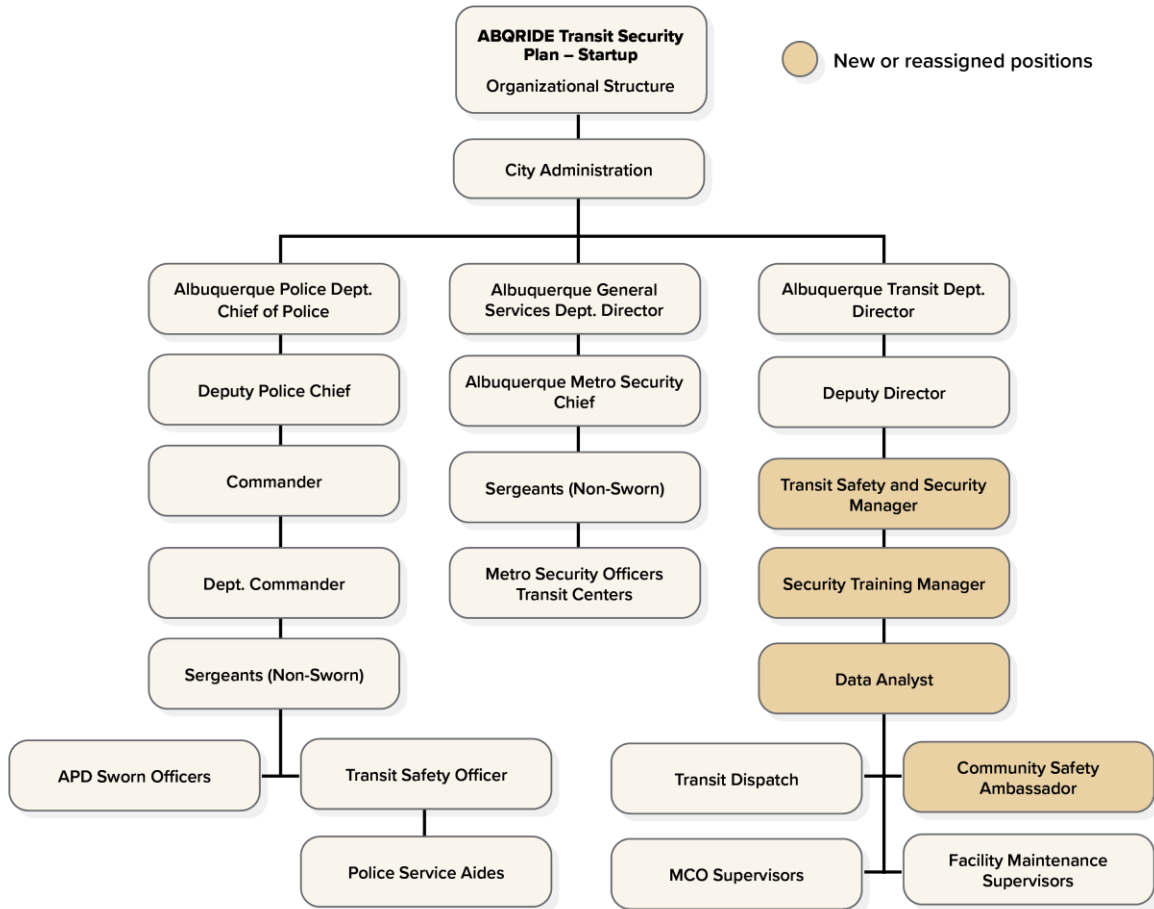 ABQRIDE Transit Security
Plan – Startup
Organizational Structure
New or reassigned positions
City Administration
Albuquerque Police Dept.
Chief of Police
Albuquerque General
Services Dept. Director
Albuquerque Transit Dept.
Director
Deputy Police Chief
Albuquerque Metro Security
Chief
Deputy Director
Commander
Sergeants (Non-Sworn)
Transit Safety and Security
Manager
Dept. Commander
Metro Security Officers
Transit Centers
Security Training Manager
Sergeants (Non-Sworn)
Data Analyst
APD Sworn Officers
Transit Safety Officer
Transit Dispatch
Community Safety
Ambassador
Police Service Aides
MCO Supervisors
Facility Maintenance
Supervisors